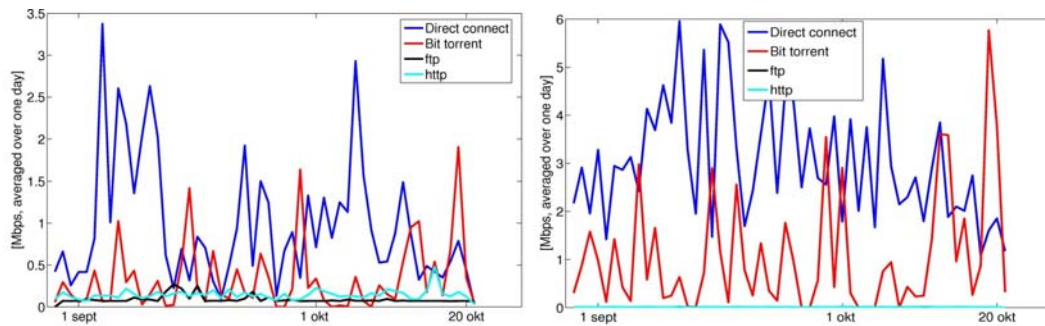 3.5
3
2.5
2
1.5
1
0.5
0
[Mbps, averaged over one day]
1 sept
1 okt
20 okt
Direct connect
Bit torrent
ftp
http
6
5
4
3
2
1
0
[Mbps, averaged over one day]
1 sept
1 okt
20 okt
Direct connect
Bit torrent
ftp
http